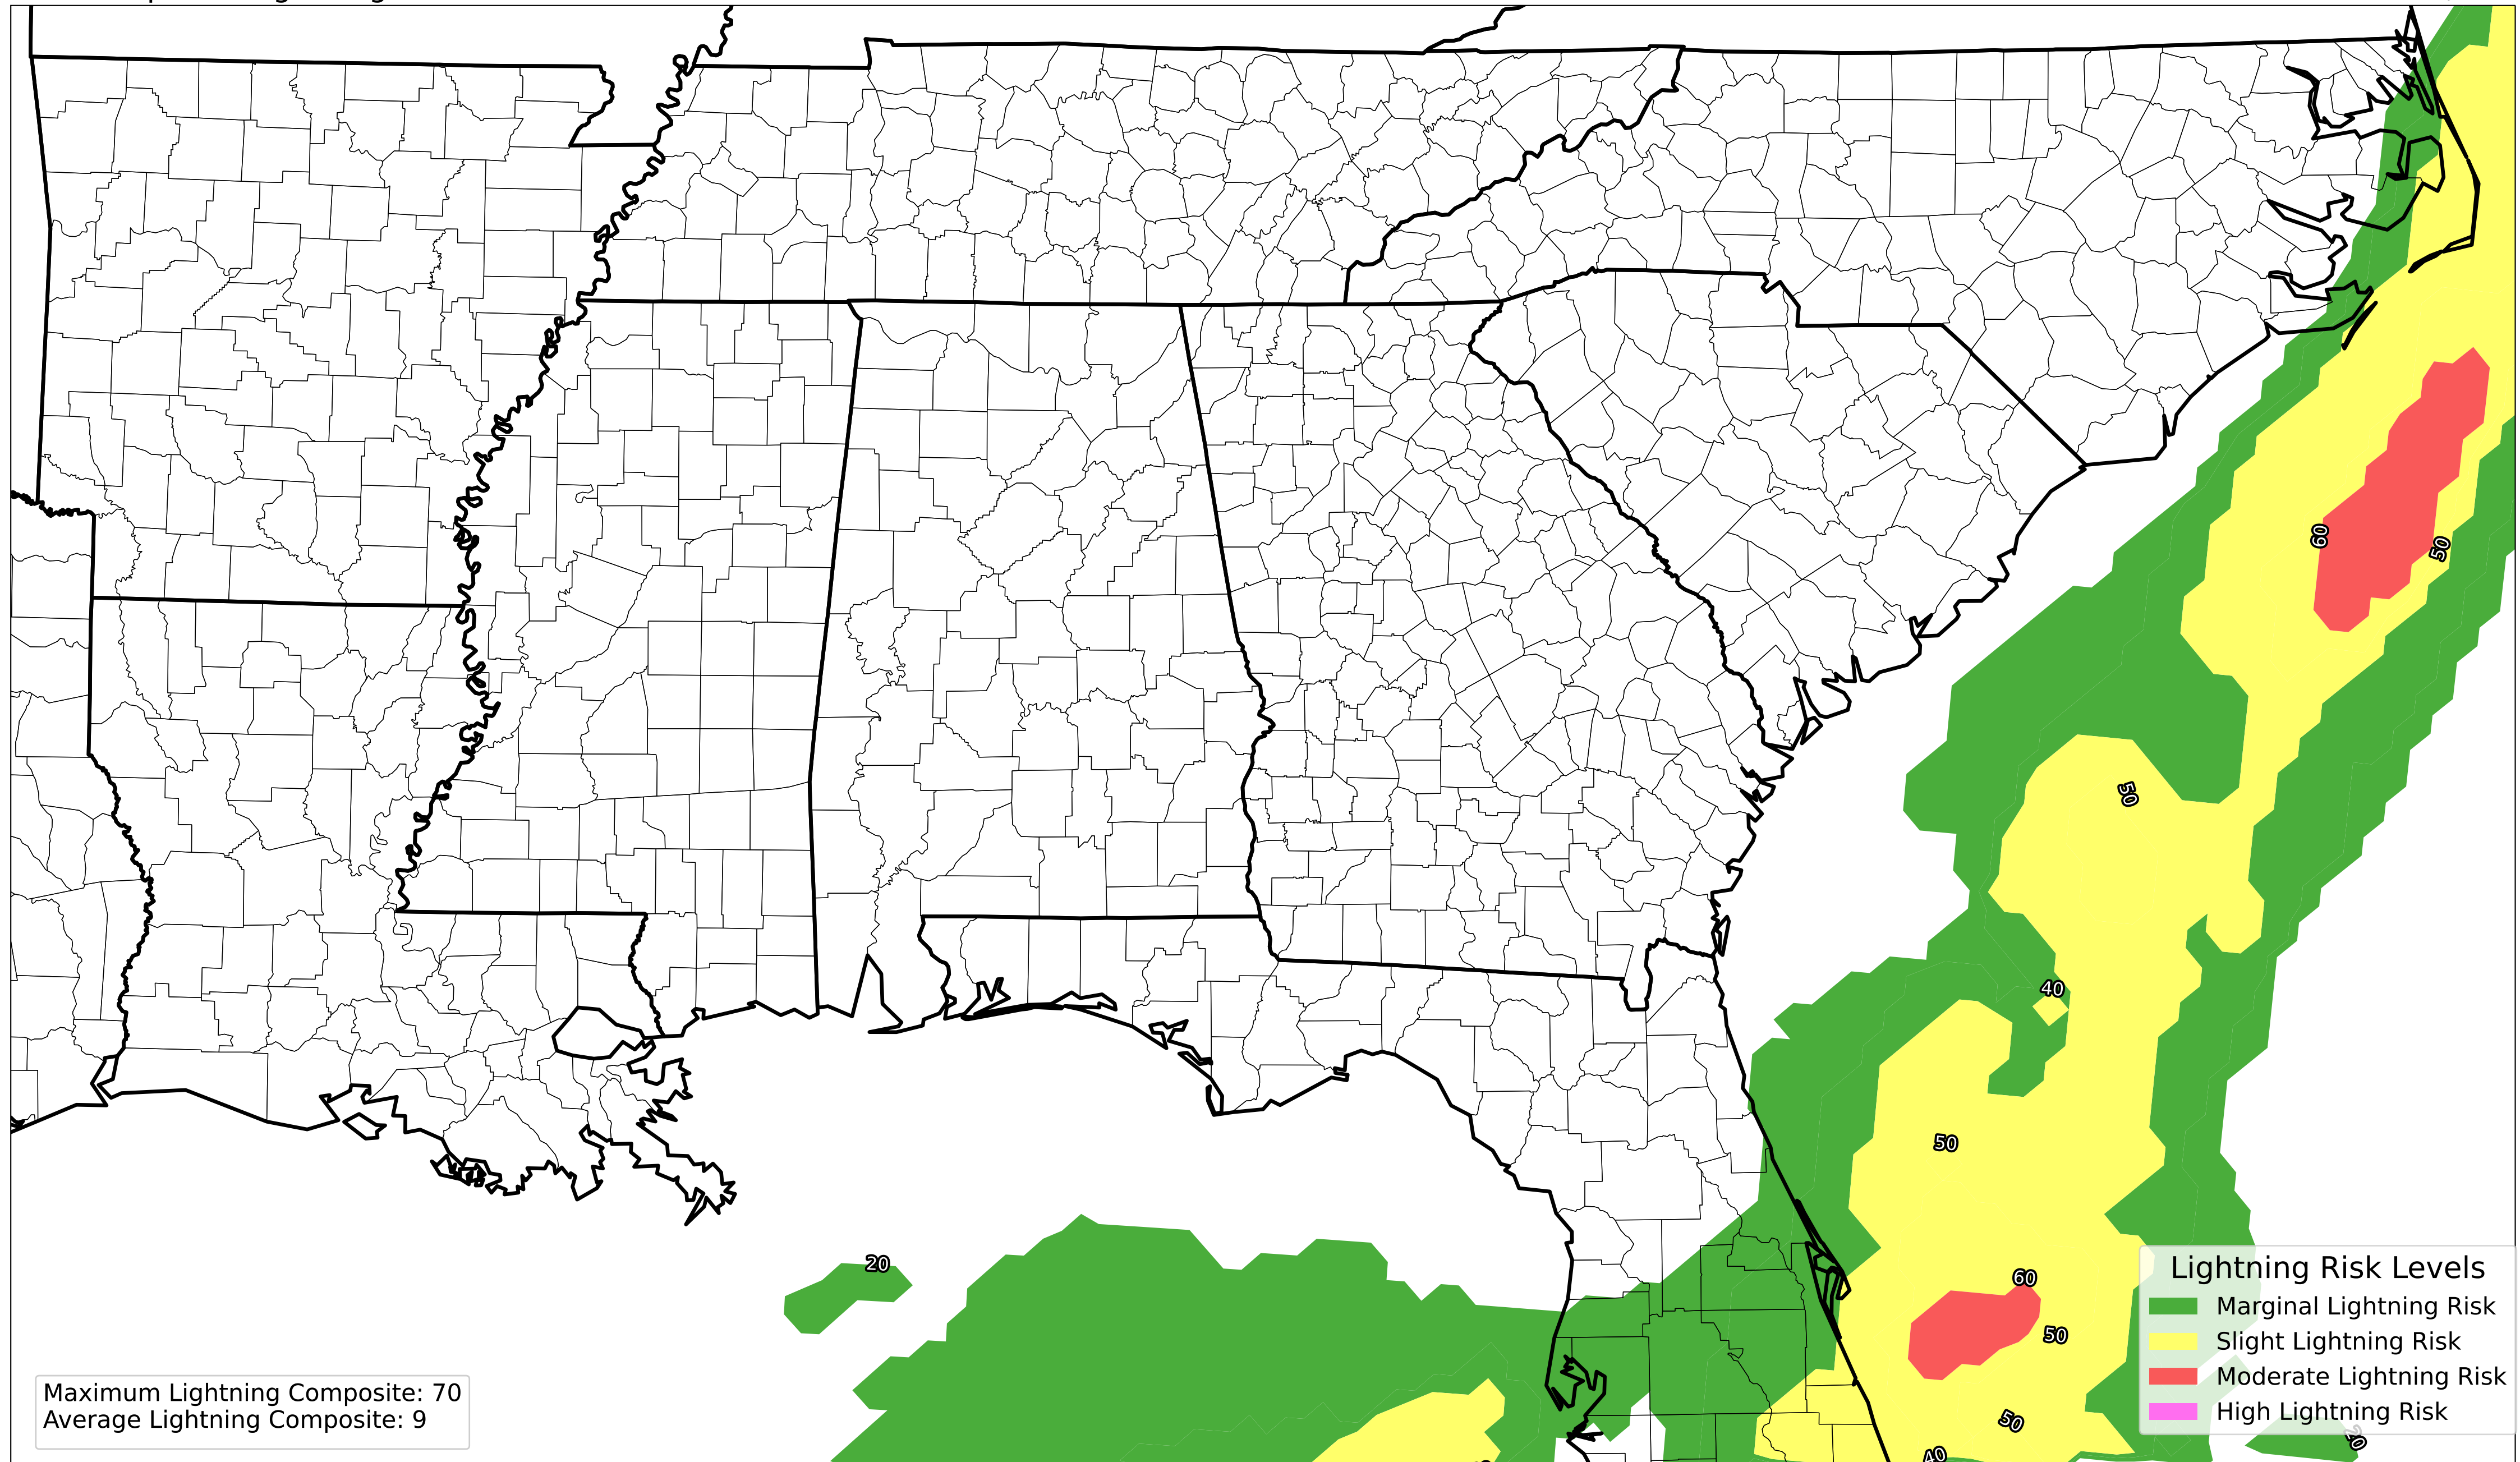 60
50
50
40
50
20
60
50
50
40
20
Lightning Risk Levels
Marginal Lightning Risk
Slight Lightning Risk
Moderate Lightning Risk
High Lightning Risk
Maximum Lightning Composite: 70
Average Lightning Composite: 9